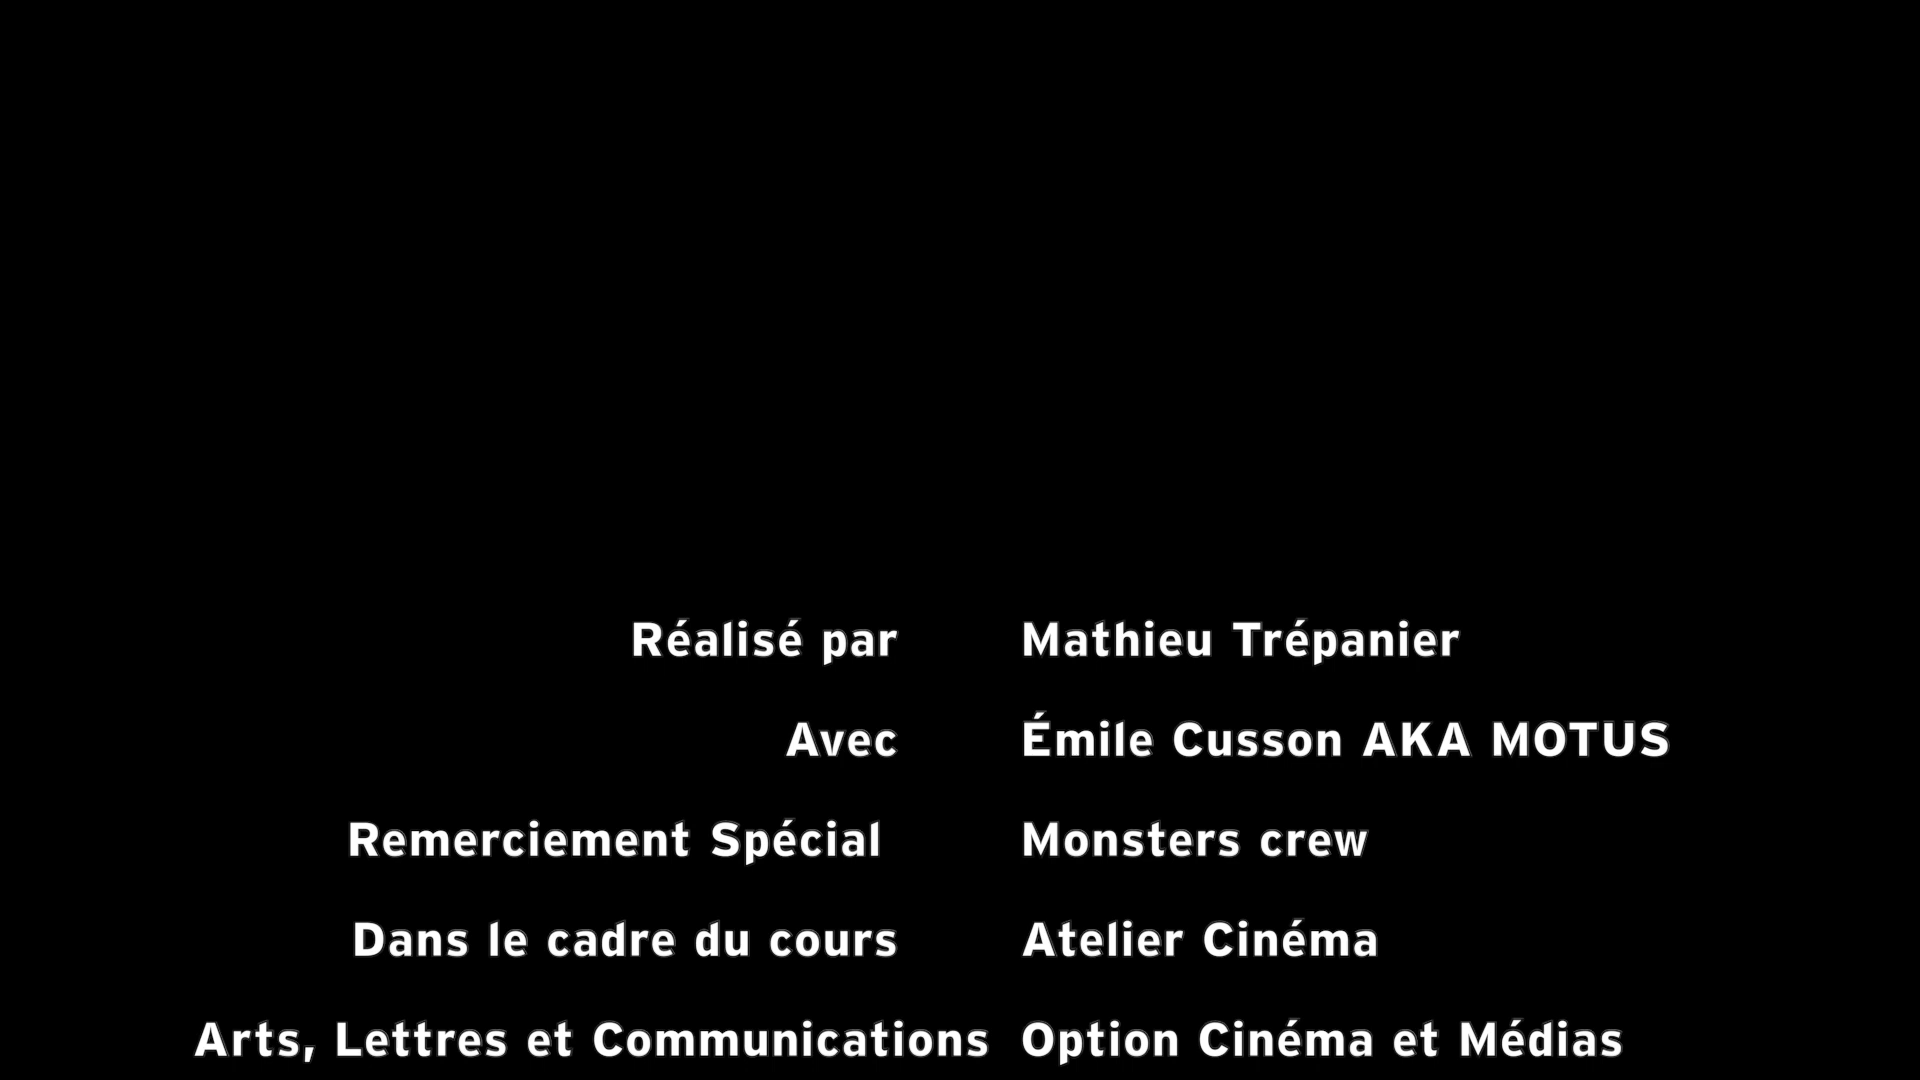 Réalisé par Mathieu Trépanier
Avec Émile Cusson AKA MOTUS
Remerciement Spécial Monsters crew
Dans le cadre du cours Atelier Cinéma
Arts, Lettres et Communications Option Cinéma et Médias